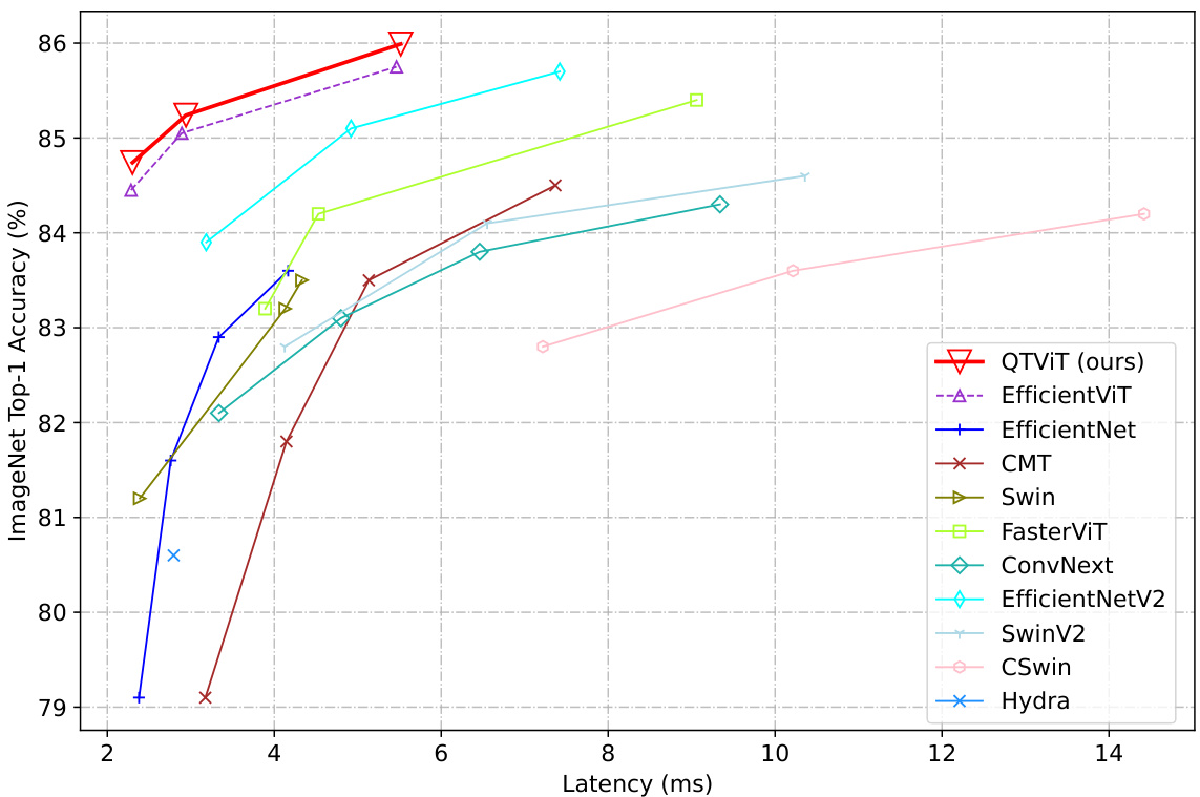 86
85
84
83
82
81
80
79
ImageNet Top-1 Accuracy (%)
QTViT (ours)
EfficientViT
EfficientNet
CMT
Swin
FasterViT
ConvNext
EfficientNetV2
SwinV2
CSwin
Hydra
2 4 6 8 10 12 14
Latency (ms)